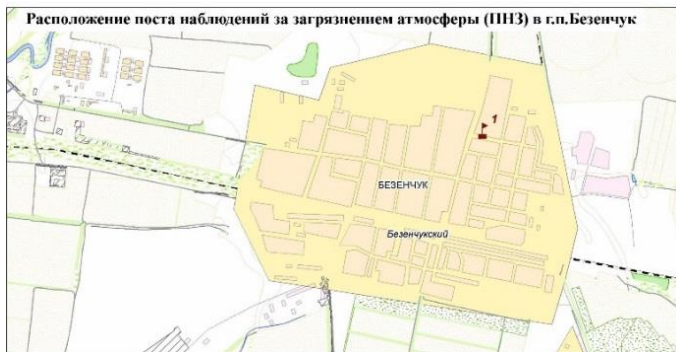 Расположение поста наблюдений за загрязнением атмосферы (ПНЗ) в г.п.Безенчук
1
БЕЗЕНЧУК
Безенчукский